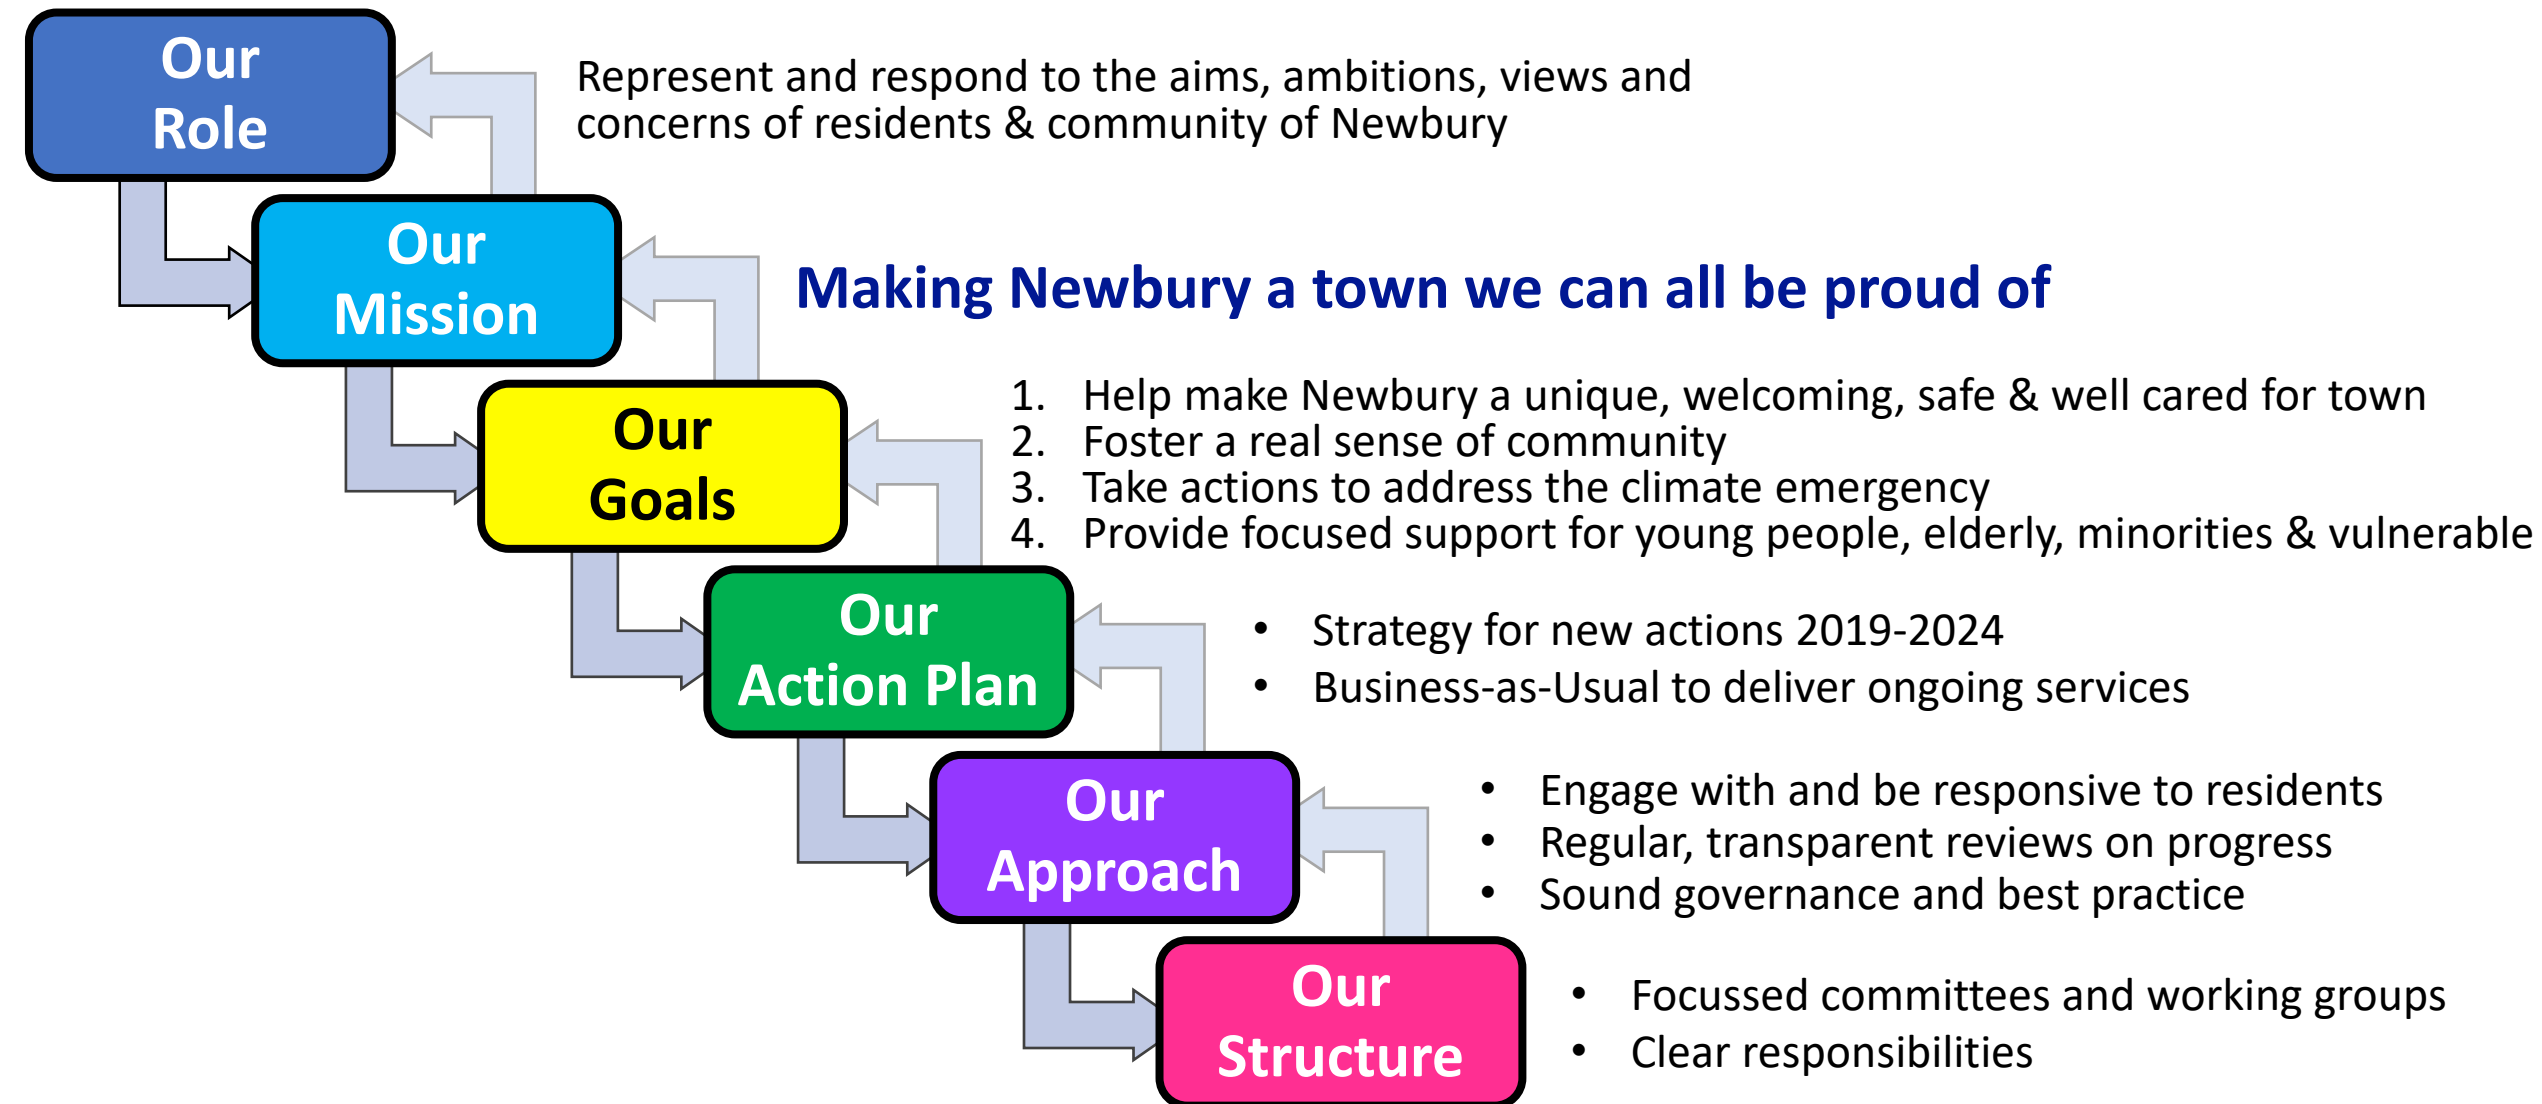 Our
Role
Represent and respond to the aims, ambitions, views and
concerns of residents & community of Newbury
Our
Mission
Making Newbury a town we can all be proud of
Our
Goals
1. Help make Newbury a unique, welcoming, safe & well cared for town
2. Foster a real sense of community
3. Take actions to address the climate emergency
4. Provide focused support for young people, elderly, minorities & vulnerable
Our
Action Plan
• Strategy for new actions 2019-2024
• Business-as-Usual to deliver ongoing services
Our
Approach
• Engage with and be responsive to residents
• Regular, transparent reviews on progress
• Sound governance and best practice
Our
Structure
• Focussed committees and working groups
• Clear responsibilities